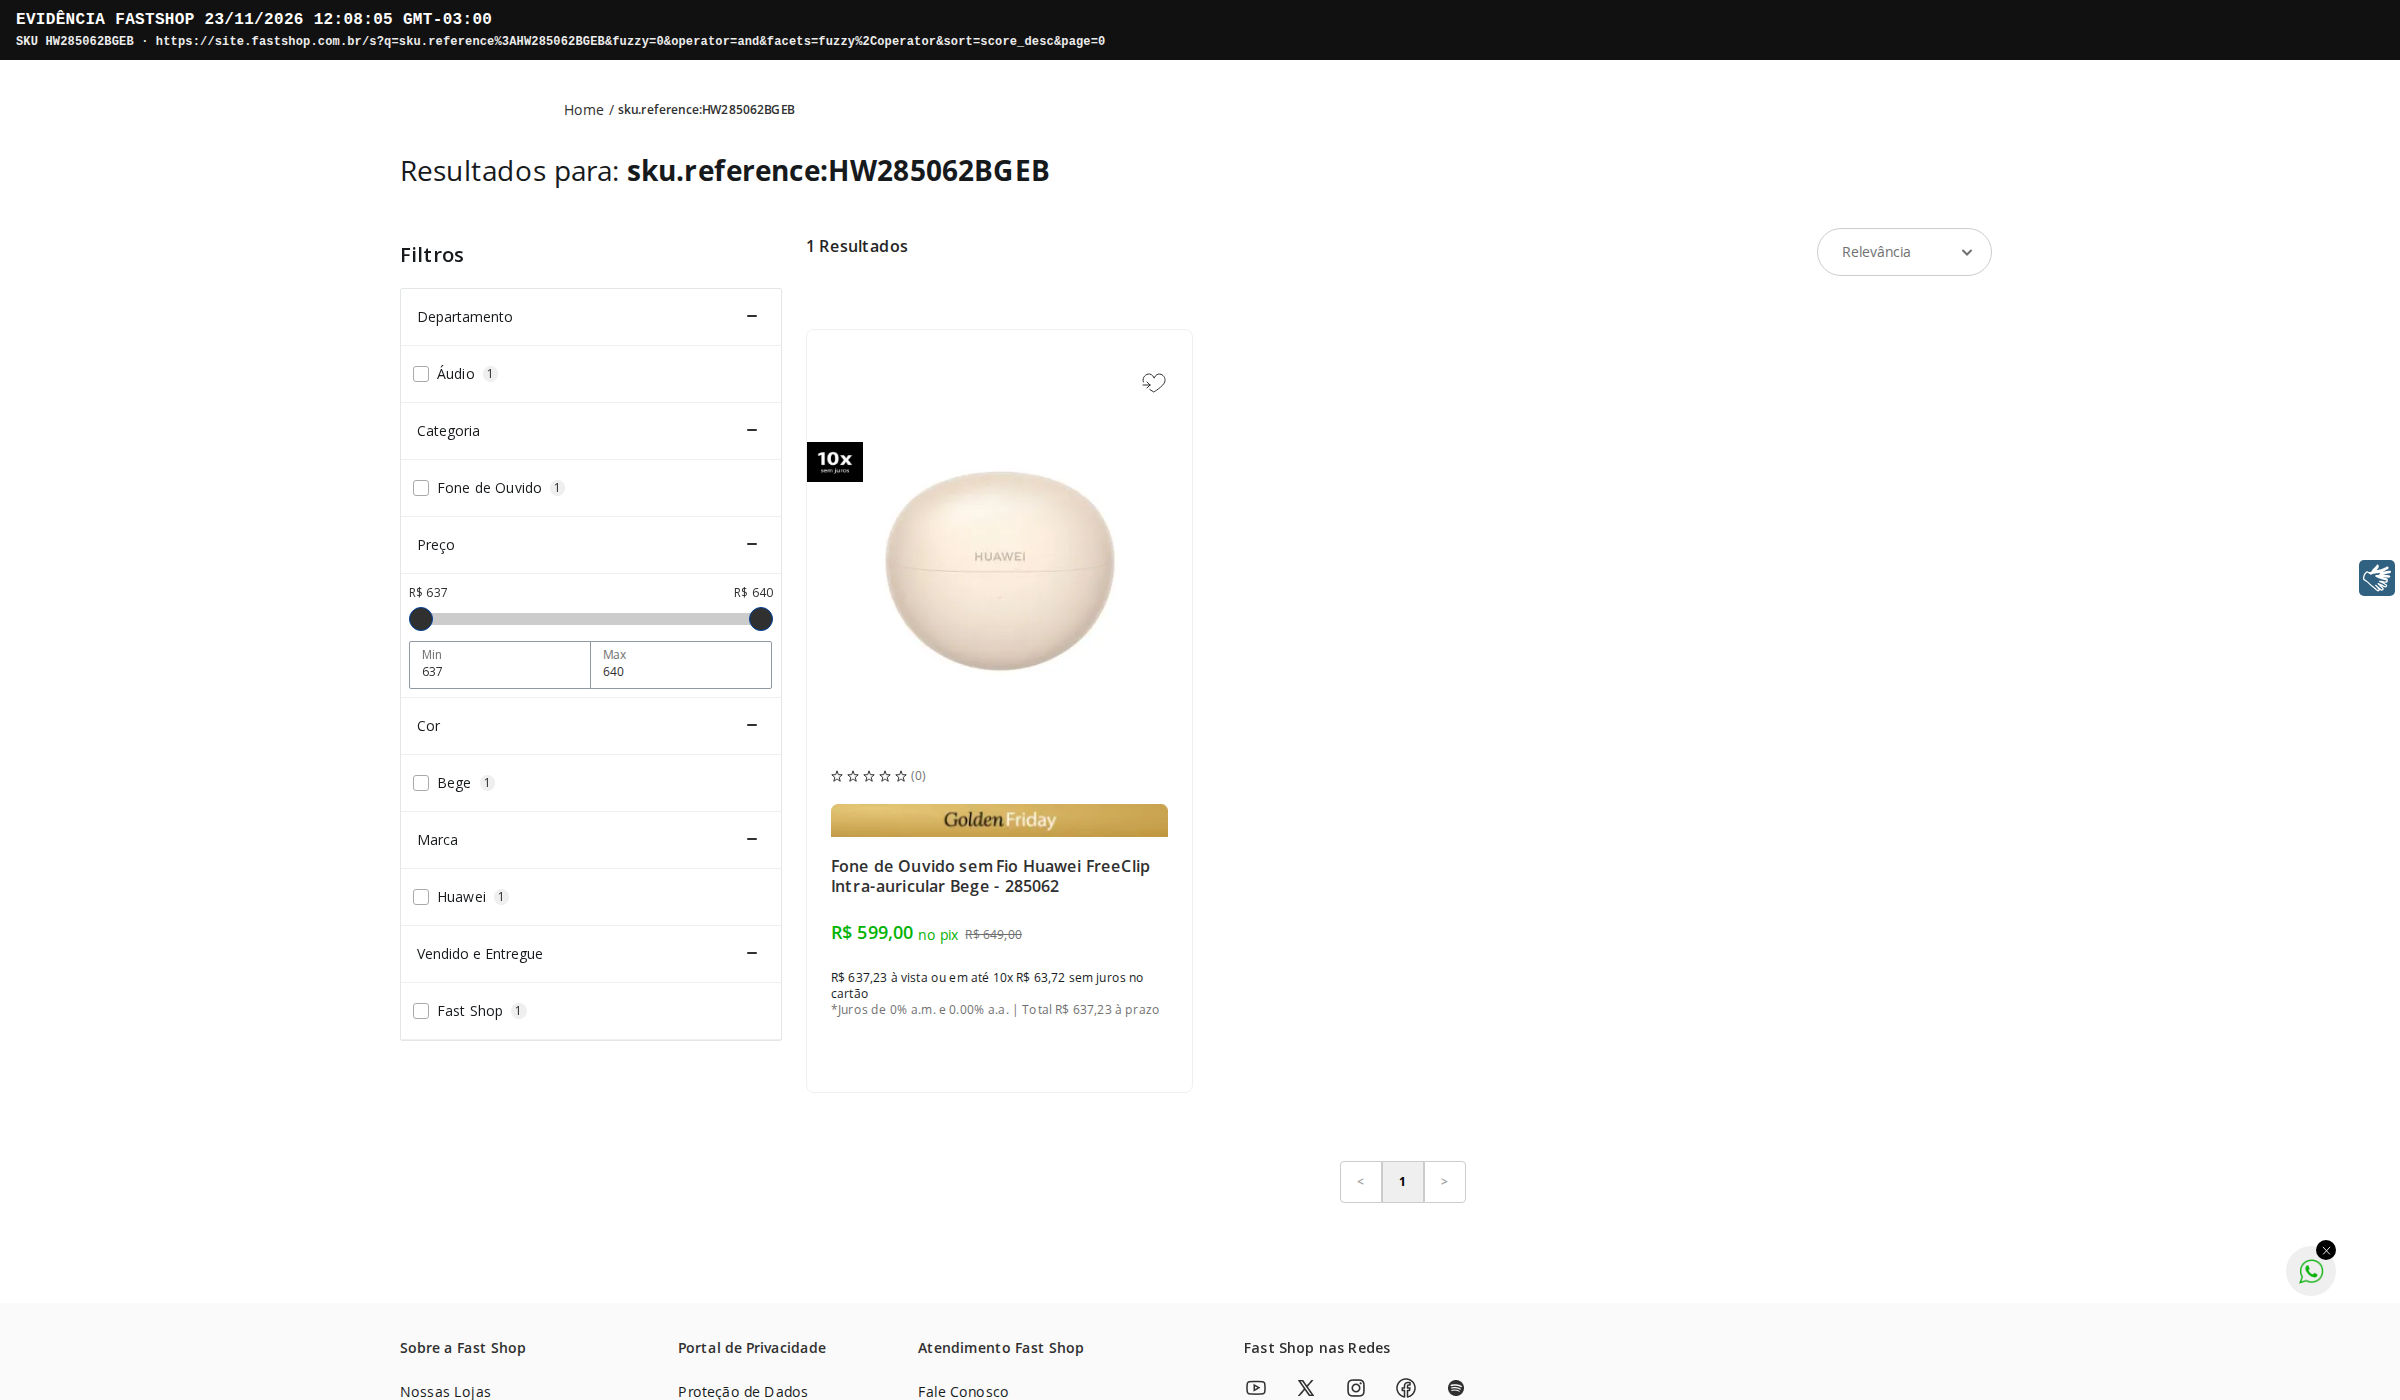 EVIDÊNCIA FASTSHOP 23/11/2026 12:08:05 GMT-03:00
SKU HW285062BGEB · https://site.fastshop.com.br/s?q=sku.reference%3AHW285062BGEB&fuzzy=0&operator=and&facets=fuzzy%2Coperator&sort=score_desc&page=0
Home / sku.reference:HW285062BGEB
Resultados para: sku.reference:HW285062BGEB
Filtros
1 Resultados
Relevância
Departamento
Áudio 1
Categoria
Fone de Ouvido 1
Preço
R$ 637 R$ 640
Min Max
637 640
Cor
Bege 1
Marca
Huawei 1
Vendido e Entregue
Fast Shop 1
10x
sem juros
HUAWEI
(0)
Golden Friday
Fone de Ouvido sem Fio Huawei FreeClip
Intra-auricular Bege - 285062
R$ 599,00 no pix R$ 649,00
R$ 637,23 à vista ou em até 10x R$ 63,72 sem juros no
cartão
*Juros de 0% a.m. e 0.00% a.a. | Total R$ 637,23 à prazo
< 1 >
Sobre a Fast Shop
Nossas Lojas
Portal de Privacidade
Proteção de Dados
Atendimento Fast Shop
Fale Conosco
Fast Shop nas Redes